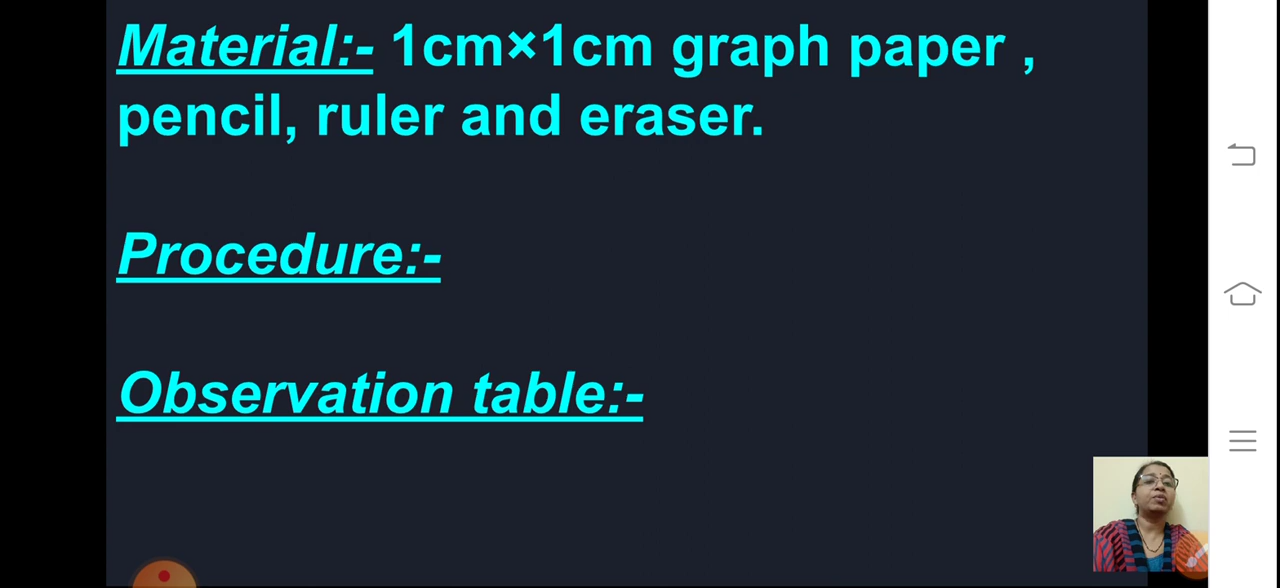 Material:- 1cm×1cm graph paper ,
pencil, ruler and eraser.
Procedure:-
Observation table:-